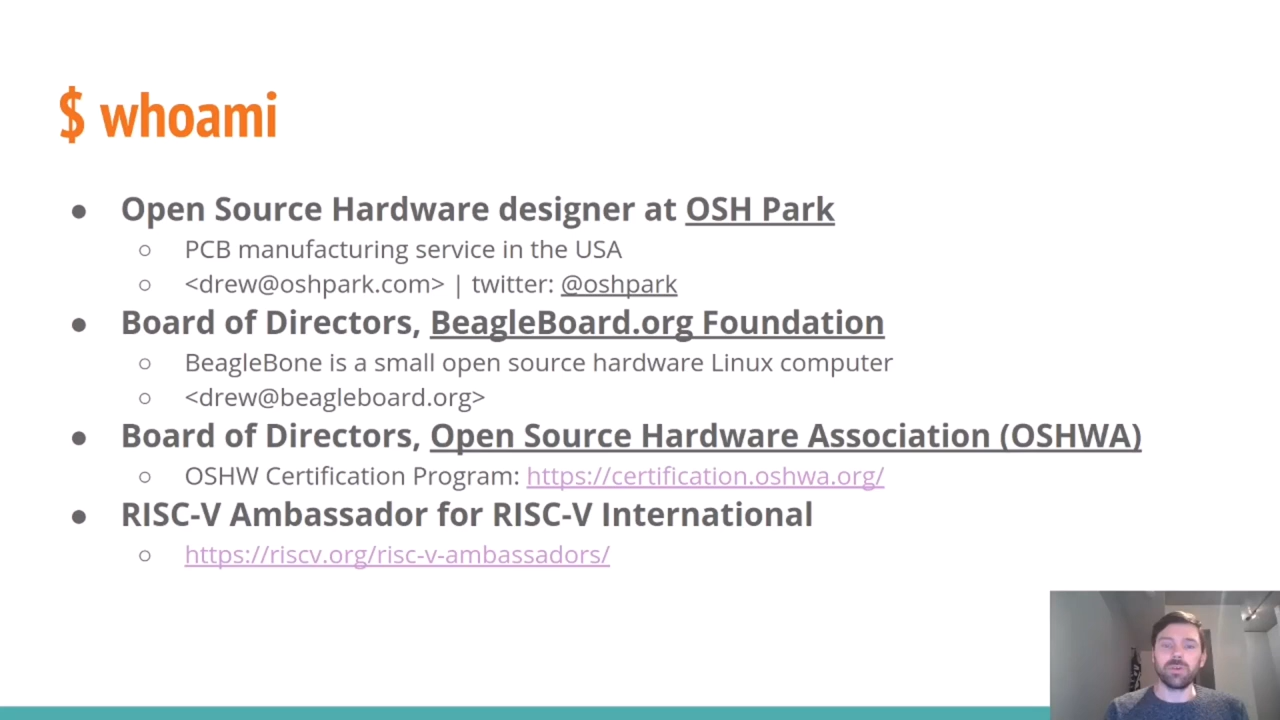 $ whoami
● Open Source Hardware designer at OSH Park
○ PCB manufacturing service in the USA
○ <drew@oshpark.com> | twitter: @oshpark
● Board of Directors, BeagleBoard.org Foundation
○ BeagleBone is a small open source hardware Linux computer
○ <drew@beagleboard.org>
● Board of Directors, Open Source Hardware Association (OSHWA)
○ OSHW Certification Program: https://certification.oshwa.org/
● RISC-V Ambassador for RISC-V International
○ https://riscv.org/risc-v-ambassadors/